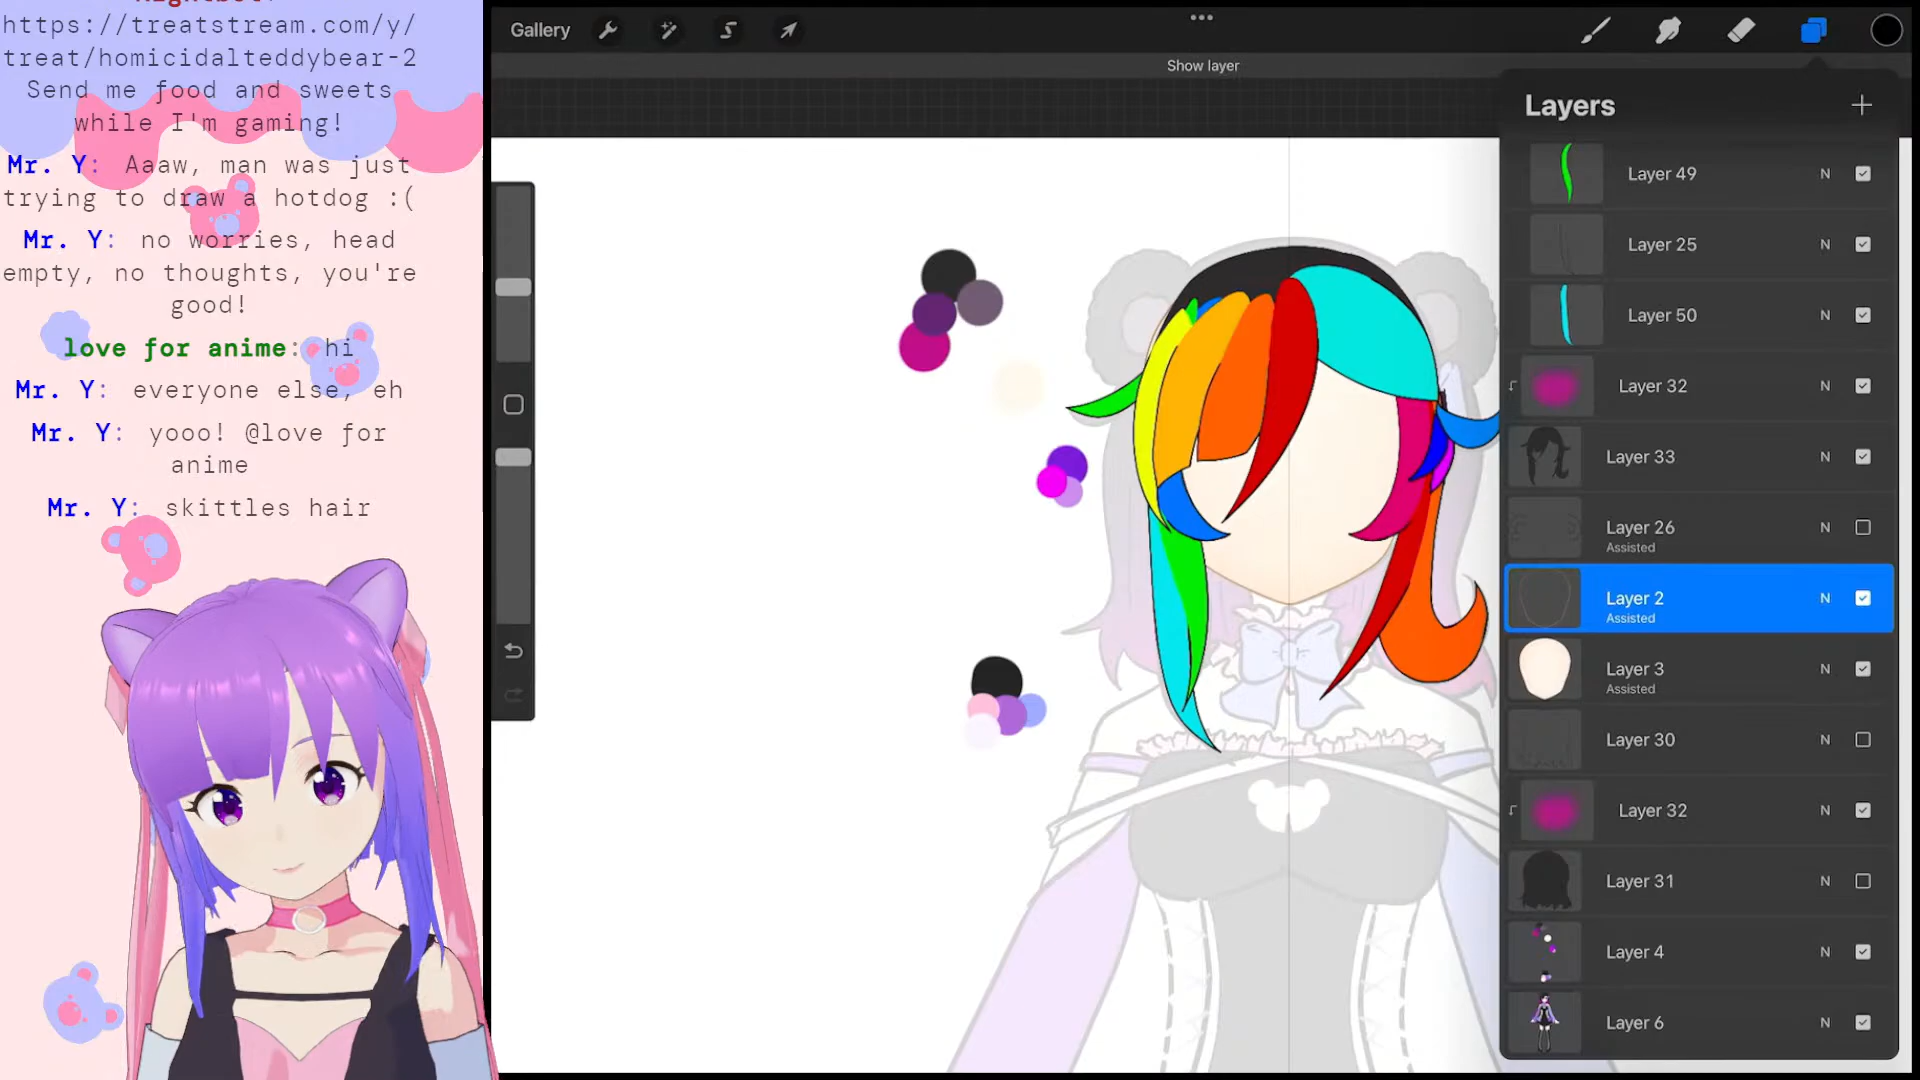 https://treatstream.com/y/
treat/homicidalteddybear-2
Send me food and sweets
while I'm gaming!
Mr. Y: Aaaw, man was just
trying to draw a hotdog :(
Mr. Y: no worries, head
empty, no thoughts, you're
good!
love for anime: hi
Mr. Y: everyone else, eh
Mr. Y: yooo! @love for
anime
Mr. Y: skittles hair
Gallery
Show layer
Layers
Layer 49 N
Layer 25 N
Layer 50 N
Layer 32 N
Layer 33 N
Layer 26 N
Assisted
Layer 2 N
Assisted
Layer 3 N
Assisted
Layer 30 N
Layer 32 N
Layer 31 N
Layer 4 N
Layer 6 N